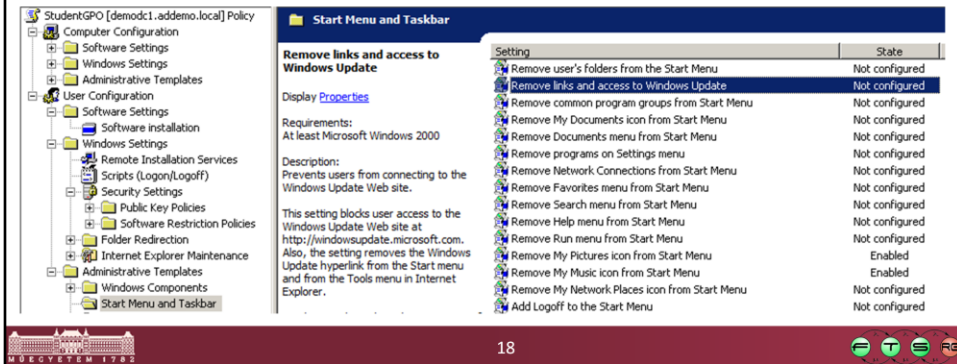 StudentGPO [demodc1.addemo.local] Policy
Computer Configuration
Software Settings
Windows Settings
Administrative Templates
User Configuration
Software Settings
Software installation
Windows Settings
Remote Installation Services
Scripts (Logon/Logoff)
Security Settings
Public Key Policies
Software Restriction Policies
Folder Redirection
Internet Explorer Maintenance
Administrative Templates
Windows Components
Start Menu and Taskbar
Start Menu and Taskbar
Remove links and access to
Windows Update
Display Properties
Requirements:
At least Microsoft Windows 2000
Description:
Prevents users from connecting to the
Windows Update Web site.
This setting blocks user access to the
Windows Update Web site at
http://windowsupdate.microsoft.com.
Also, the setting removes the Windows
Update hyperlink from the Start menu
and from the Tools menu in Internet
Explorer.
Setting State
Remove user's folders from the Start Menu Not configured
Remove links and access to Windows Update Not configured
Remove common program groups from Start Menu Not configured
Remove My Documents icon from Start Menu Not configured
Remove Documents menu from Start Menu Not configured
Remove programs on Settings menu Not configured
Remove Network Connections from Start Menu Not configured
Remove Favorites menu from Start Menu Not configured
Remove Search menu from Start Menu Not configured
Remove Help menu from Start Menu Not configured
Remove Run menu from Start Menu Not configured
Remove My Pictures icon from Start Menu Enabled
Remove My Music icon from Start Menu Enabled
Remove My Network Places icon from Start Menu Not configured
Add Logoff to the Start Menu Not configured
MŰEGYETEM 1782
18
F T S RG